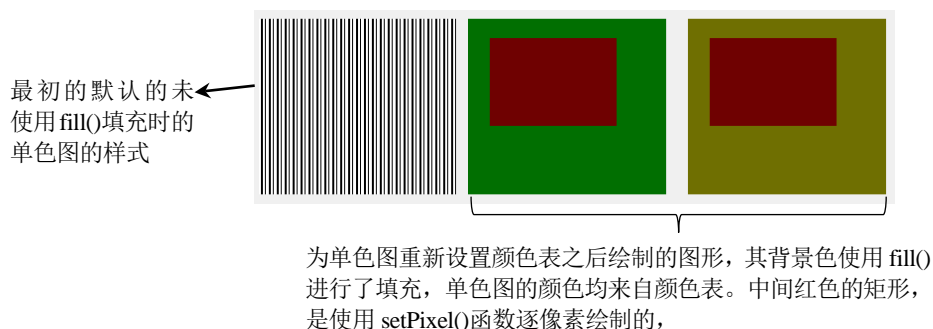 最初的默认的未
使用fill()填充时的
单色图的样式
为单色图重新设置颜色表之后绘制的图形，其背景色使用 fill()
进行了填充，单色图的颜色均来自颜色表。中间红色的矩形，
是使用 setPixel()函数逐像素绘制的，